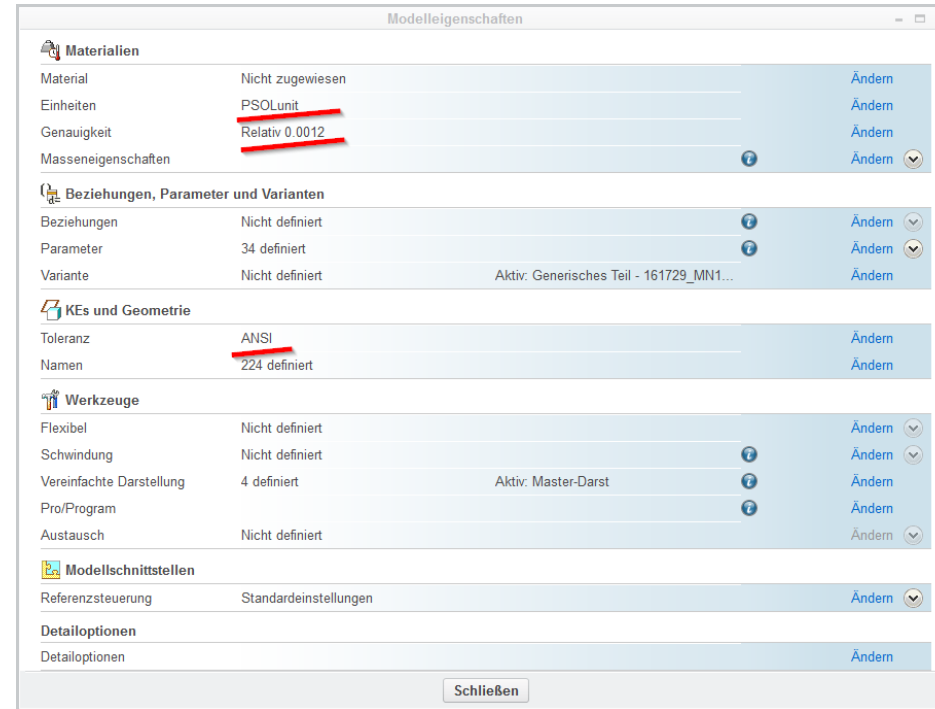 Modelleigenschaften
Materialien
Material Nicht zugewiesen Ändern
Einheiten PSOLunit Ändern
Genauigkeit Relativ 0.0012 Ändern
Masseneigenschaften Ändern
Beziehungen, Parameter und Varianten
Beziehungen Nicht definiert Ändern
Parameter 34 definiert Ändern
Variante Nicht definiert Aktiv: Generisches Teil - 161729_MN1... Ändern
KEs und Geometrie
Toleranz ANSI Ändern
Namen 224 definiert Ändern
Werkzeuge
Flexibel Nicht definiert Ändern
Schwindung Nicht definiert Ändern
Vereinfachte Darstellung 4 definiert Aktiv: Master-Darst Ändern
Pro/Program Ändern
Austausch Nicht definiert Ändern
Modellschnittstellen
Referenzsteuerung Standardeinstellungen Ändern
Detailoptionen
Detailoptionen Ändern
Schließen